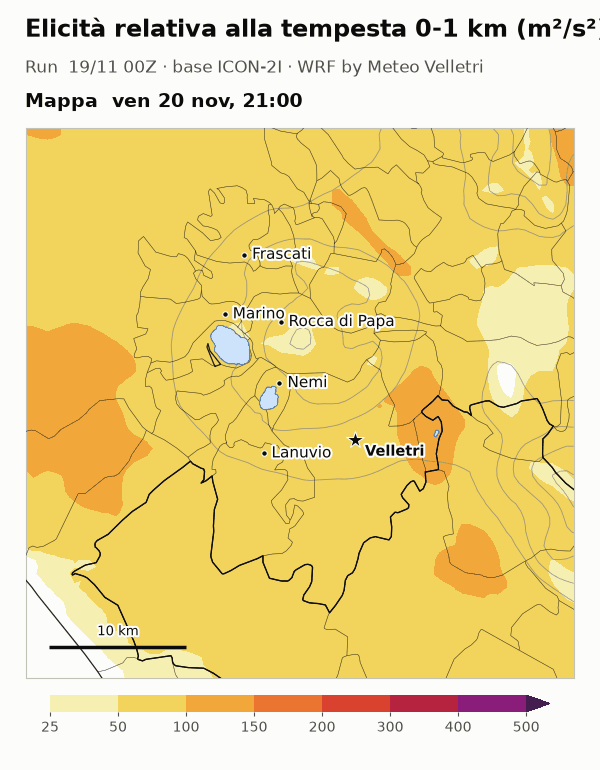 Elicità relativa alla tempesta 0-1 km (m²/s²)
Run  19/11 00Z · base ICON-2I · WRF by Meteo Velletri
Mappa  ven 20 nov, 21:00
Frascati
Marino
Rocca di Papa
Nemi
Velletri
Lanuvio
10 km
25 50 100 150 200 300 400 500